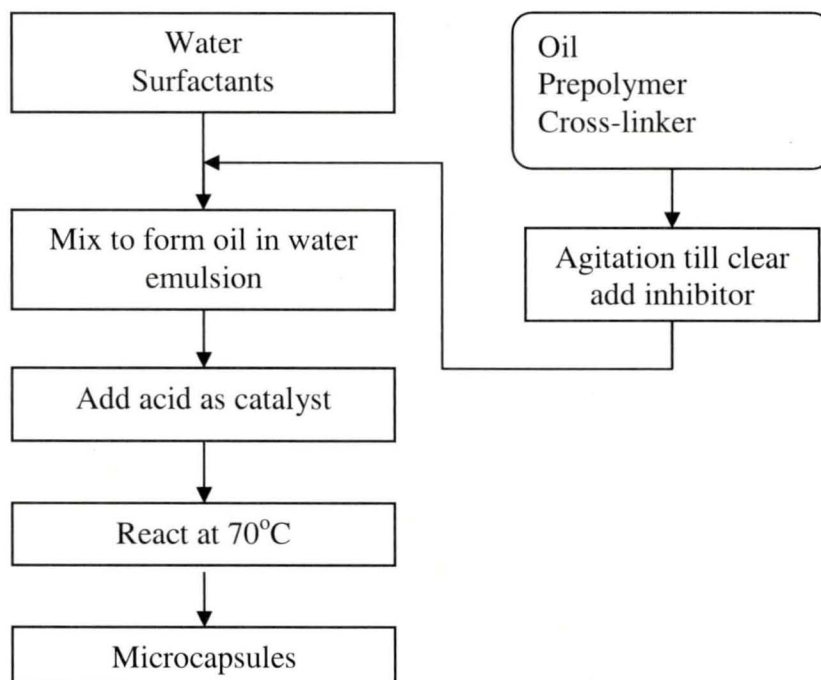 Water
Surfactants
Oil
Prepolymer
Cross-linker
Mix to form oil in water
emulsion
Agitation till clear
add inhibitor
Add acid as catalyst
React at 70°C
Microcapsules